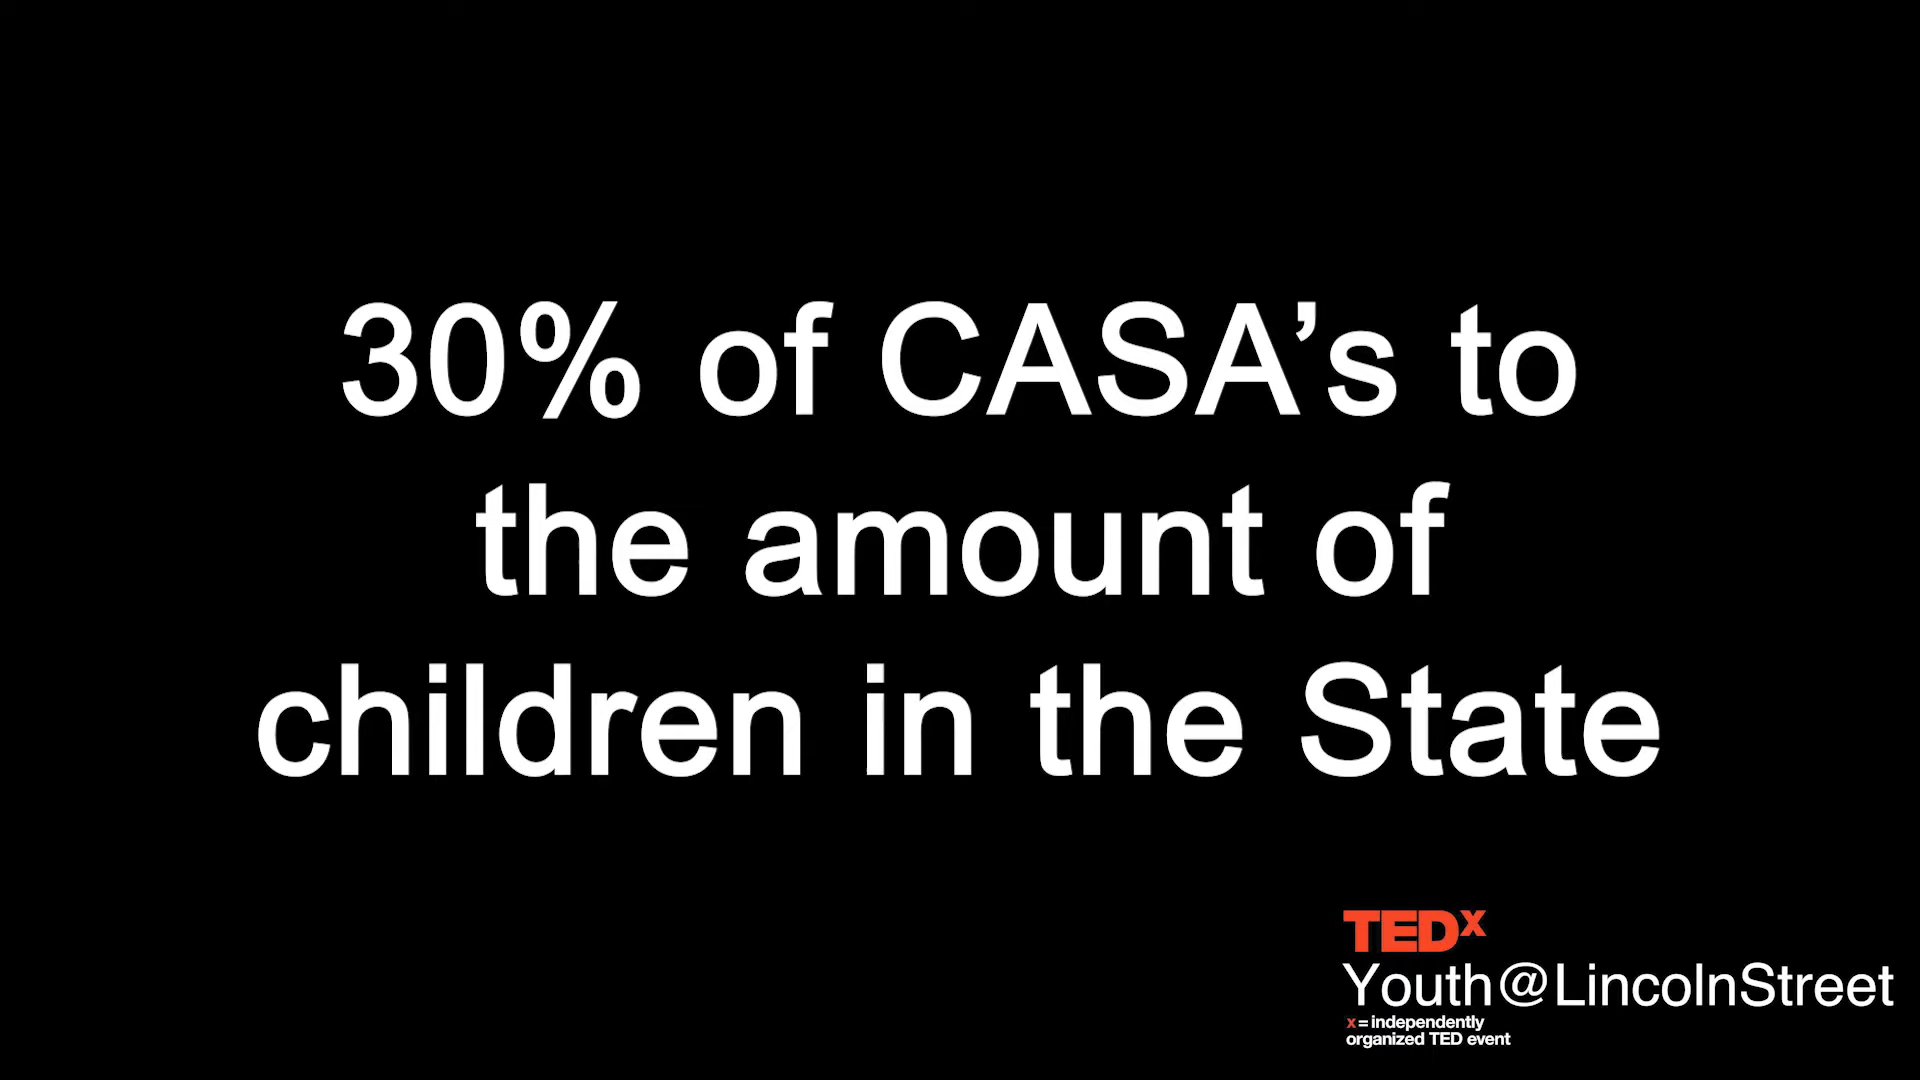 30% of CASA’s to
the amount of
children in the State
TEDx
Youth@LincolnStreet
x = independently
organized TED event